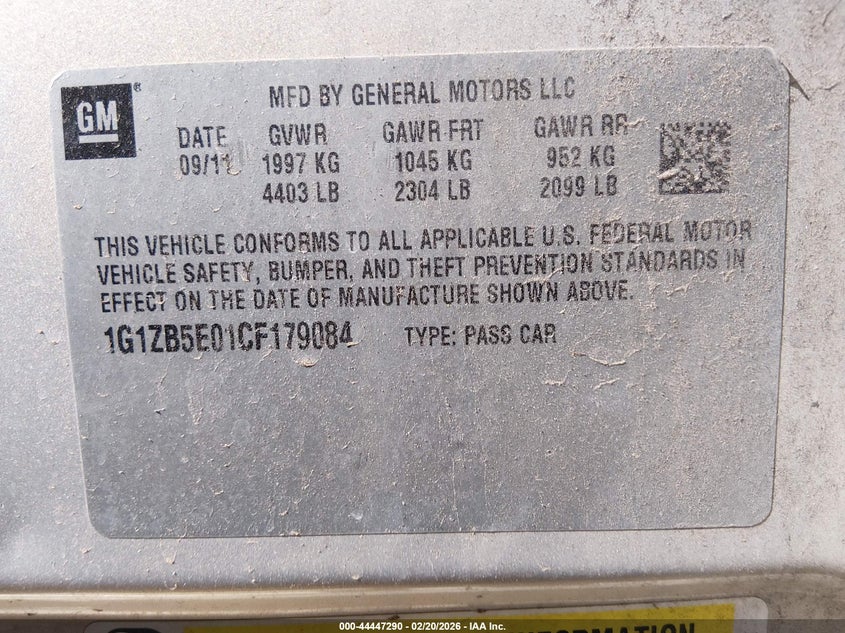 GM
®
MFD BY GENERAL MOTORS LLC
DATE GVWR GAWR FRT GAWR RR
09/11 1997 KG 1045 KG 952 KG
4403 LB 2304 LB 2099 LB
THIS VEHICLE CONFORMS TO ALL APPLICABLE U.S. FEDERAL MOTOR
VEHICLE SAFETY, BUMPER, AND THEFT PREVENTION STANDARDS IN
EFFECT ON THE DATE OF MANUFACTURE SHOWN ABOVE.
1G1ZB5E01CF179084 TYPE: PASS CAR
000-44447290 - 02/20/2026 - IAA Inc.